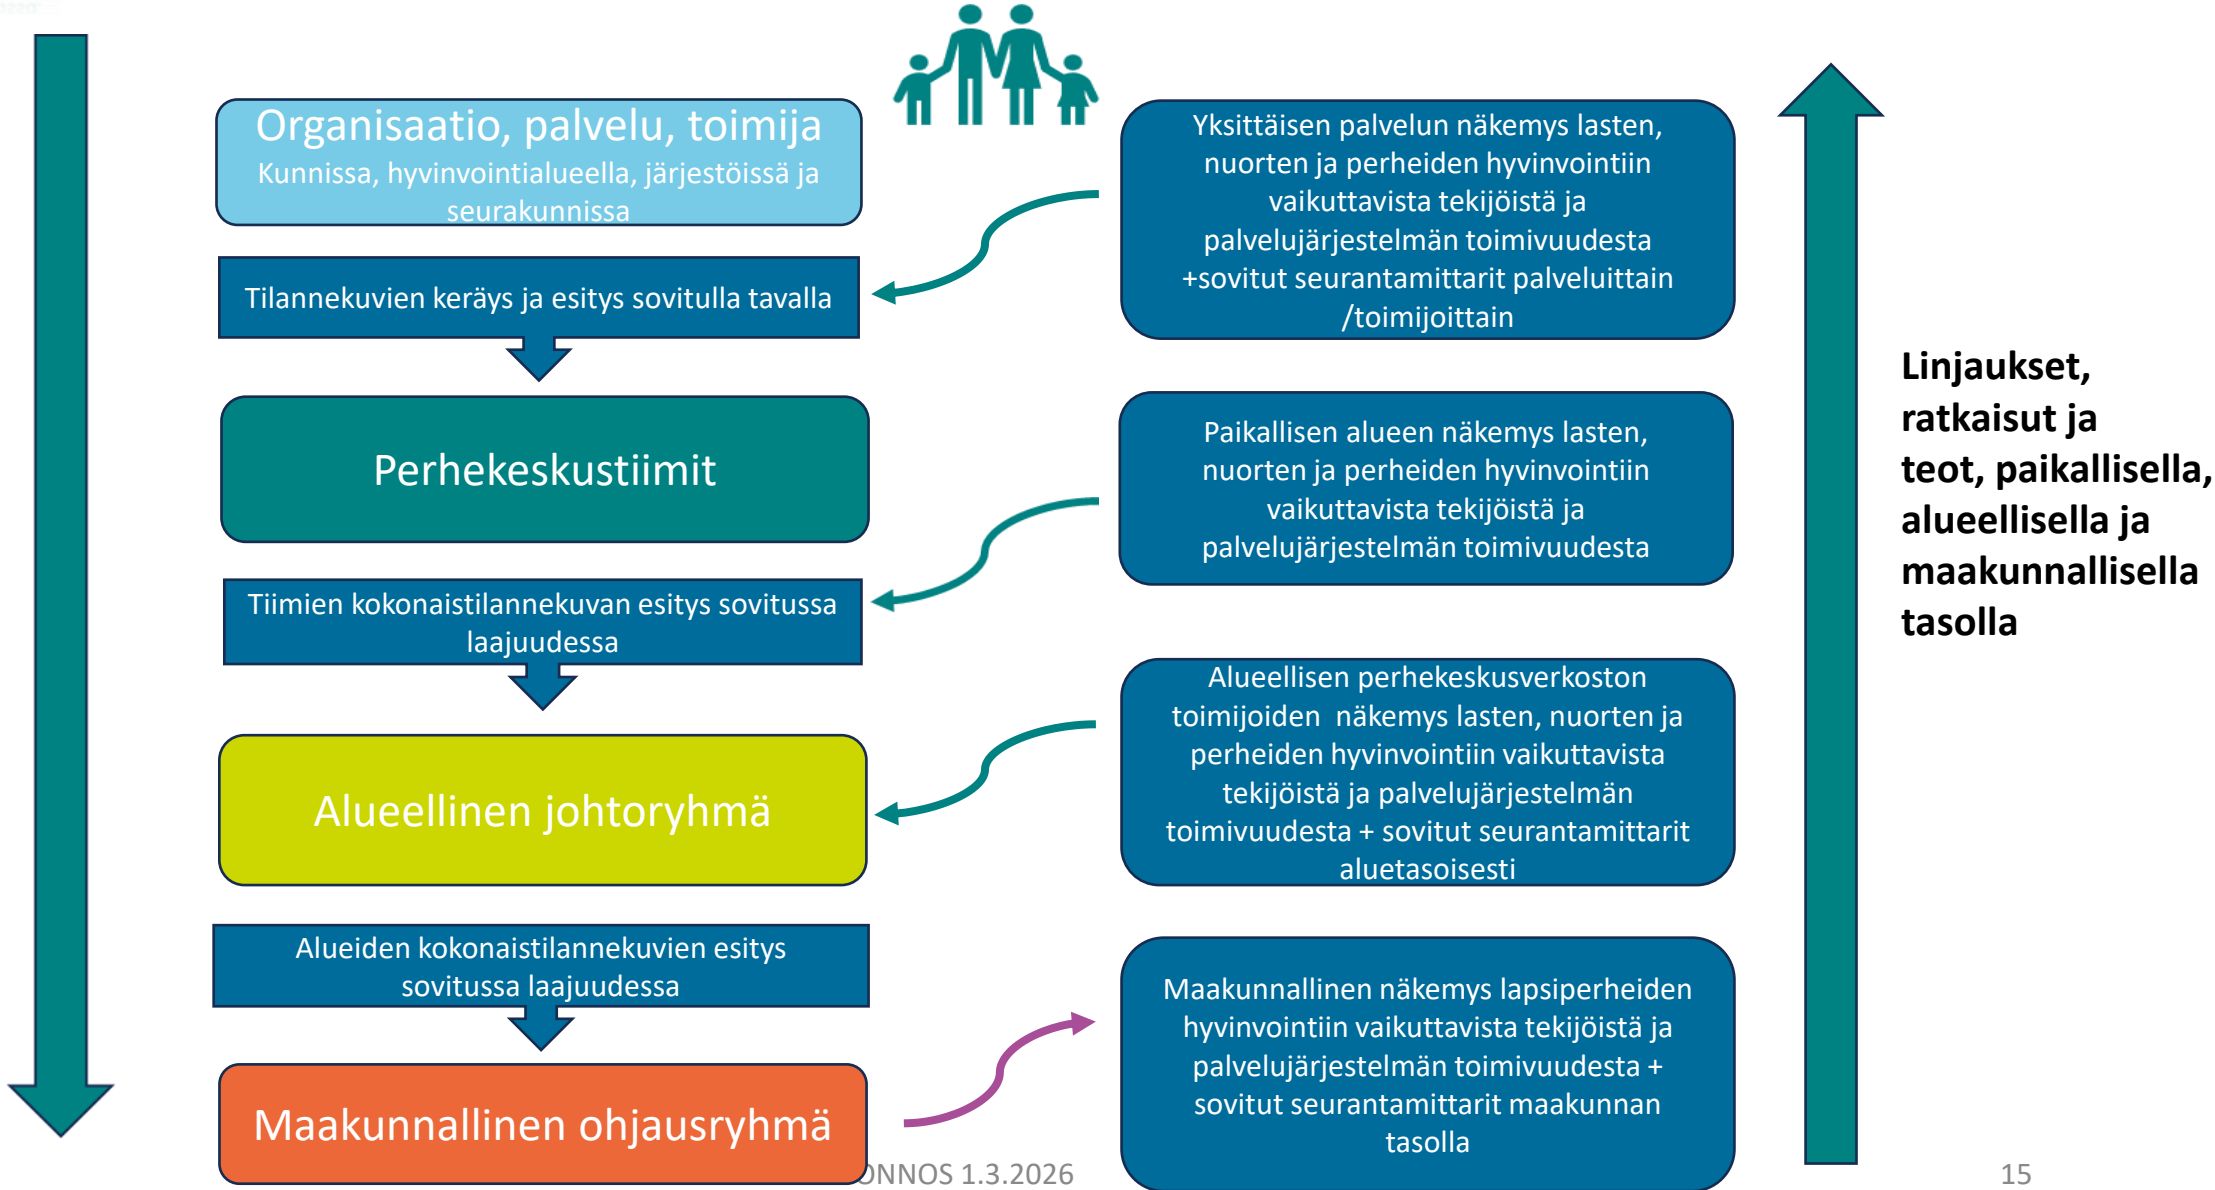 Organisaatio, palvelu, toimija
Kunnissa, hyvinvointialueella, järjestöissä ja
seurakunnissa
Tilannekuvien keräys ja esitys sovitulla tavalla
Perhekeskustiimit
Tiimien kokonaistilannekuvan esitys sovitussa
laajuudessa
Alueellinen johtoryhmä
Alueiden kokonaistilannekuvien esitys
sovitussa laajuudessa
Maakunnallinen ohjausryhmä
Yksittäisen palvelun näkemys lasten,
nuorten ja perheiden hyvinvointiin
vaikuttavista tekijöistä ja
palvelujärjestelmän toimivuudesta
+sovitut seurantamittarit palveluittain
/toimijoittain
Paikallisen alueen näkemys lasten,
nuorten ja perheiden hyvinvointiin
vaikuttavista tekijöistä ja
palvelujärjestelmän toimivuudesta
Alueellisen perhekeskusverkoston
toimijoiden näkemys lasten, nuorten ja
perheiden hyvinvointiin vaikuttavista
tekijöistä ja palvelujärjestelmän
toimivuudesta + sovitut seurantamittarit
aluetasoisesti
Maakunnallinen näkemys lapsiperheiden
hyvinvointiin vaikuttavista tekijöistä ja
palvelujärjestelmän toimivuudesta +
sovitut seurantamittarit maakunnan
tasolla
Linjaukset,
ratkaisut ja
teot, paikallisella,
alueellisella ja
maakunnallisella
tasolla
ONNOS 1.3.2026
15